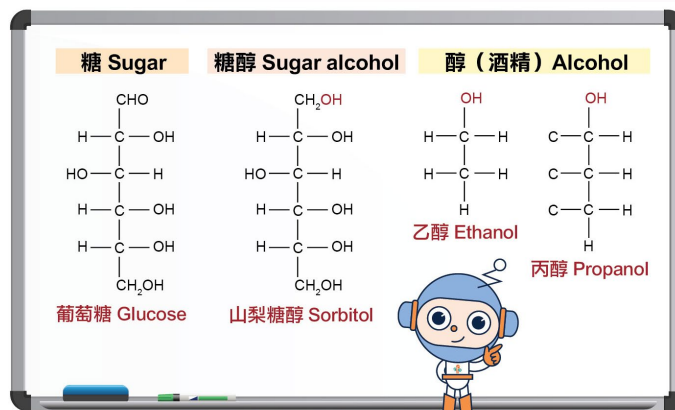 糖 Sugar
糖醇 Sugar alcohol
醇（酒精）Alcohol
CHO
H—C—OH
HO—C—H
H—C—OH
H—C—OH
CH₂OH
葡萄糖 Glucose
CH₂OH
H—C—OH
HO—C—H
H—C—OH
H—C—OH
CH₂OH
山梨糖醇 Sorbitol
OH
H—C—H
H—C—H
H
乙醇 Ethanol
OH
C—C—H
C—C—H
C—C—H
H
丙醇 Propanol